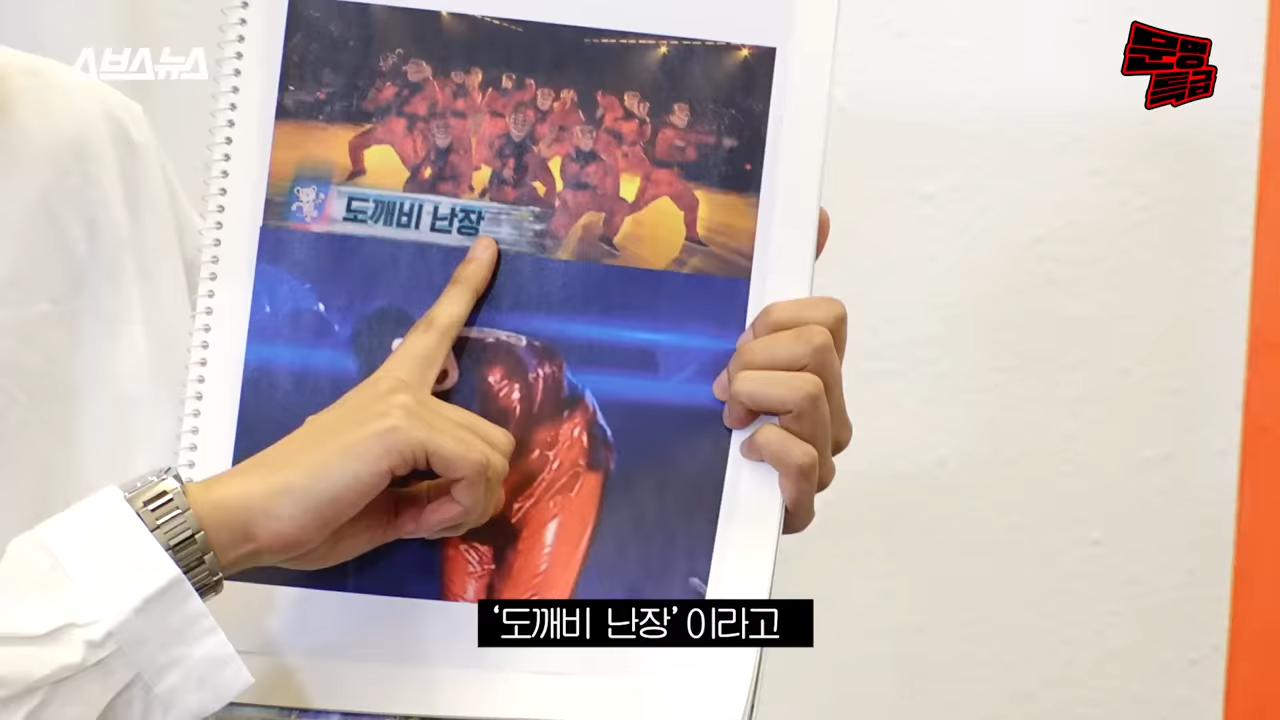 스브스뉴스
문명
특급
도깨비 난장
‘도깨비 난장’이라고